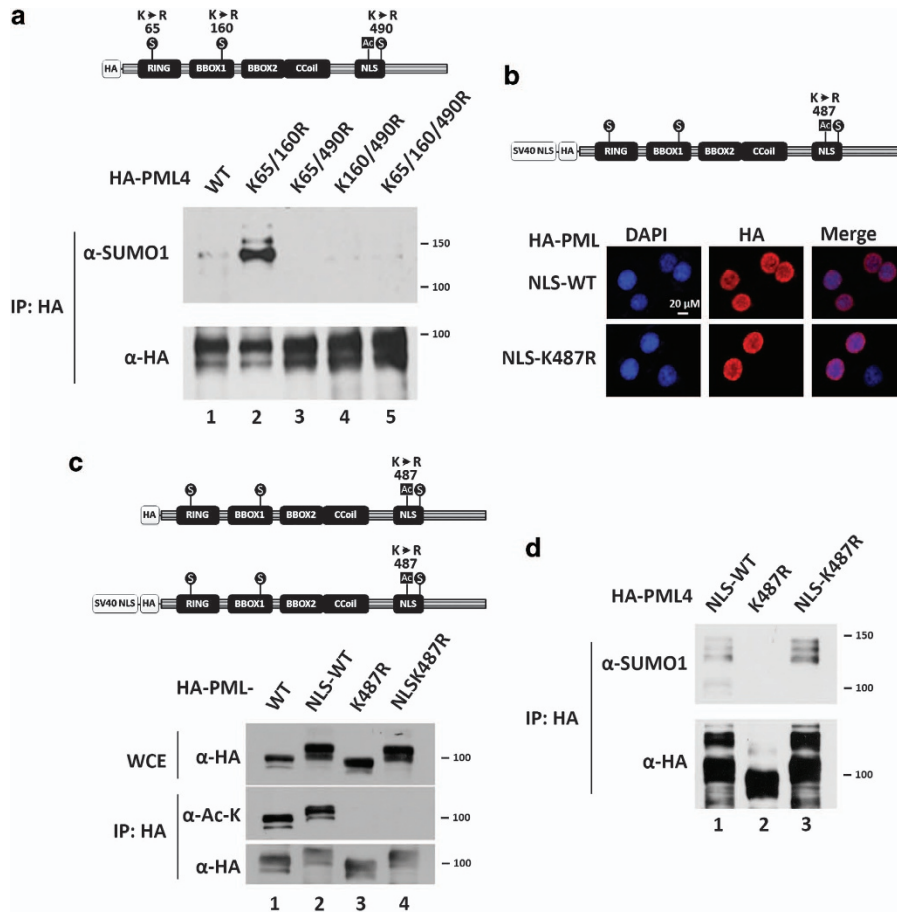 a
K➤R K➤R K➤R
65 160 490
S S Ac S
HA RING BBOX1 BBOX2 CCoil NLS
HA-PML4 WT K65/160R K65/490R K160/490R K65/160/490R
α-SUMO1
150
100
IP: HA
α-HA
100
1 2 3 4 5
b
K➤R
487
S S Ac S
SV40 NLS HA RING BBOX1 BBOX2 CCoil NLS
HA-PML DAPI HA Merge
NLS-WT
20 μM
NLS-K487R
c
K➤R
487
S S Ac S
HA RING BBOX1 BBOX2 CCoil NLS
K➤R
487
S S Ac S
SV40 NLS HA RING BBOX1 BBOX2 CCoil NLS
HA-PML- WT NLS-WT K487R NLSK487R
WCE α-HA 100
IP: HA α-Ac-K 100
α-HA 100
1 2 3 4
d
HA-PML4 NLS-WT K487R NLS-K487R
α-SUMO1
150
100
IP: HA
α-HA
100
1 2 3